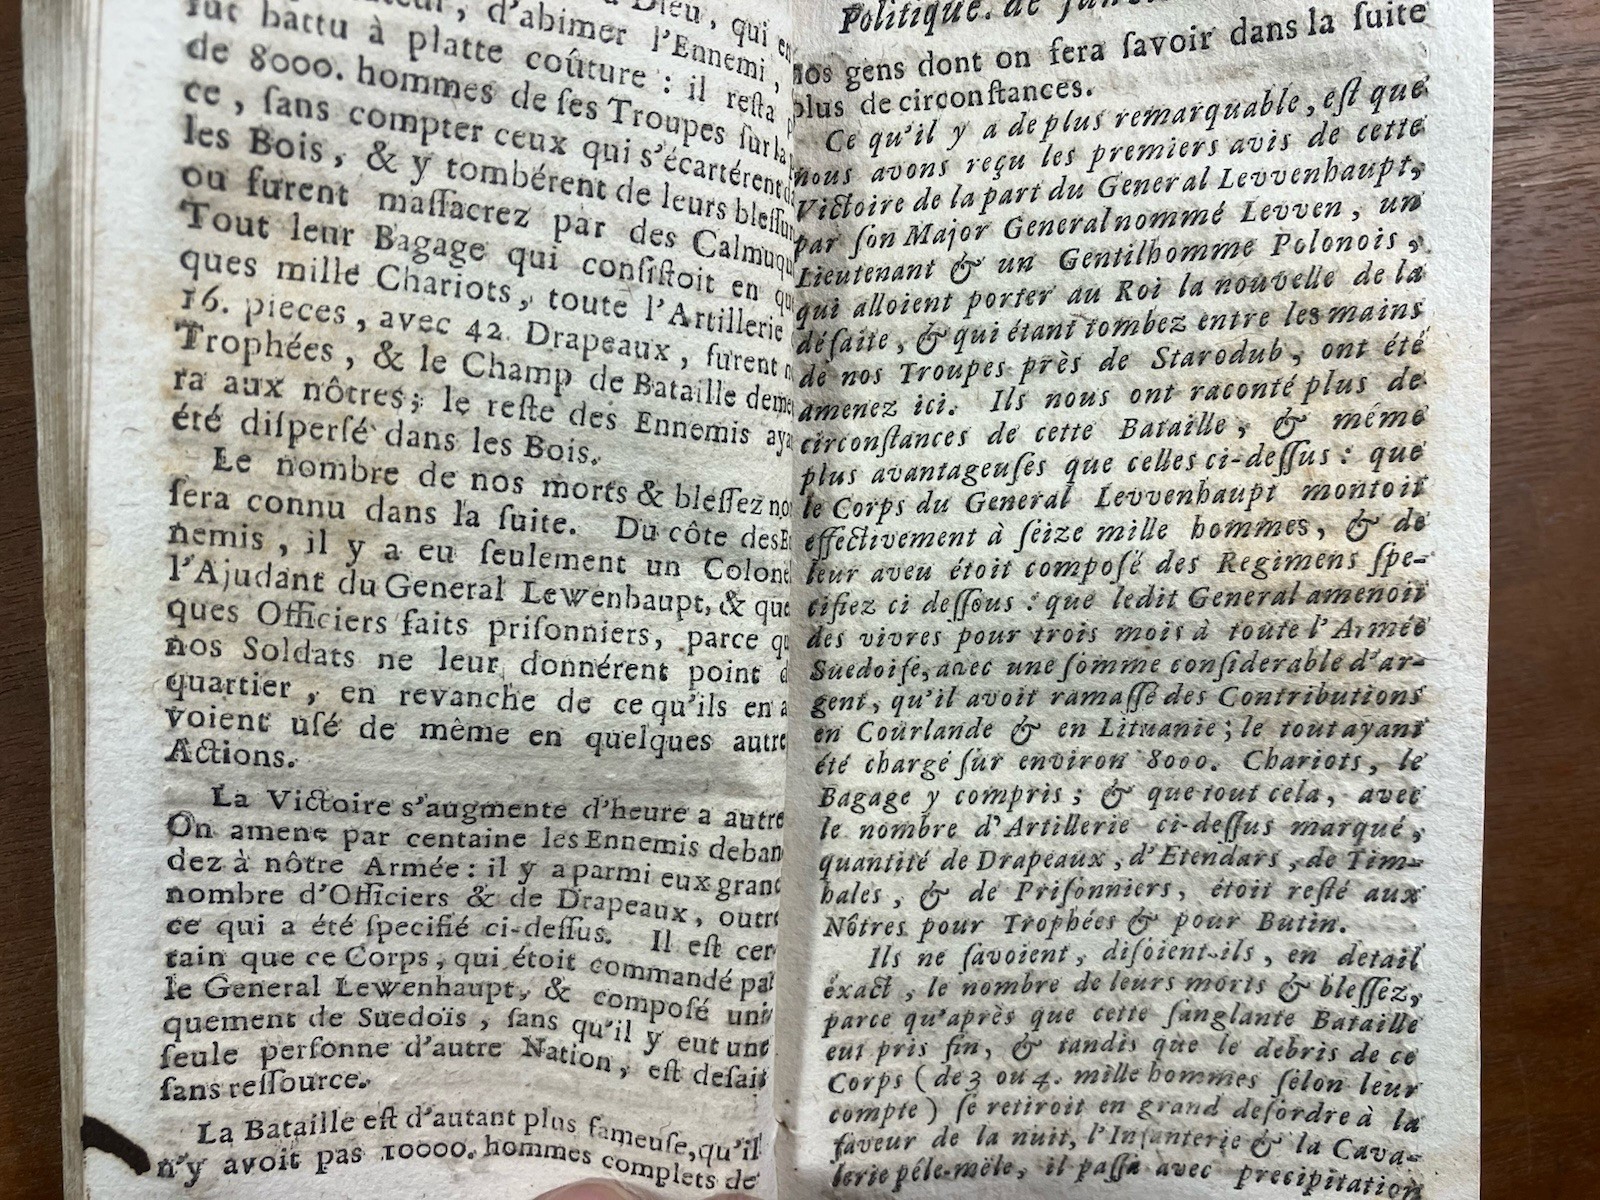 Dieu, qui en
, d'abimer l'Ennemi,
fut battu à platte coûture : il reſta
de 8000. hommes de ſes Troupes ſur la
ce, ſans compter ceux qui s'écartérent
les Bois, & y tombérent de leurs bleſſur
ou furent maſſacrez par des Calmuqu
Tout leur Bagage qui conſiſtoit en qu
ques mille Chariots, toute l'Artillerie
16. pieces, avec 42. Drapeaux, furent n
Trophées, & le Champ de Bataille deme
ra aux nôtres; le reſte des Ennemis aya
été diſperſé dans les Bois.
Le nombre de nos morts & bleſſez no
ſera connu dans la ſuite. Du côte des E
nemis, il y a eu ſeulement un Colone
l'Ajudant du General Lewenhaupt, & que
ques Officiers faits priſonniers, parce qu
nos Soldats ne leur donnérent point d
quartier, en revanche de ce qu'ils en a
voient uſé de même en quelques autre
Actions.
La Victoire s'augmente d'heure a autre
On amene par centaine les Ennemis deban
dez à nôtre Armée : il y a parmi eux grand
nombre d'Officiers & de Drapeaux, outre
ce qui a été ſpecifié ci-deſſus. Il eſt cer
tain que ce Corps, qui étoit commandé par
le General Lewenhaupt, & compoſé uni
quement de Suedois, ſans qu'il y eut une
ſeule perſonne d'autre Nation, eſt defait
ſans reſſource.
La Bataille eſt d'autant plus fameuſe, qu'il
n'y avoit pas 10000. hommes complets de
Politique. de
nos gens dont on fera ſavoir dans la ſuite
plus de circonſtances.
Ce qu'il y a de plus remarquable, eſt que
nous avons reçu les premiers avis de cette
Victoire de la part du General Levvenhaupt,
par ſon Major General nommé Levven, un
Lieutenant & un Gentilhomme Polonois,
qui alloient porter au Roi la nouvelle de la
défaite, & qui étant tombez entre les mains
de nos Troupes près de Starodub, ont été
amenez ici. Ils nous ont raconté plus de
circonſtances de cette Bataille, & même
plus avantageuſes que celles ci-deſſus : que
le Corps du General Levvenhaupt montoit
effectivement à ſeize mille hommes, & de
leur aveu étoit compoſé des Regimens ſpe-
cifiez ci deſſous : que ledit General amenoit
des vivres pour trois mois à toute l'Armée
Suedoiſe, avec une ſomme conſiderable d'ar-
gent, qu'il avoit ramaſſé des Contributions
en Courlande & en Lituanie; le tout ayant
été chargé ſur environ 8000. Chariots, le
Bagage y compris; & que tout cela, avec
le nombre d'Artillerie ci-deſſus marqué,
quantité de Drapeaux, d'Etendars, de Tim-
bales, & de Priſonniers, étoit reſté aux
Nôtres pour Trophées & pour Butin.
Ils ne ſavoient, diſoient-ils, en detail
éxact, le nombre de leurs morts & bleſſez,
parce qu'après que cette ſanglante Bataille
eut pris fin, & tandis que le debris de ce
Corps (de 3 ou 4. mille hommes ſelon leur
compte) ſe retiroit en grand deſordre à la
faveur de la nuit, l'Infanterie & la Cava-
lerie péle-mêle, il paſſa avec precipitation